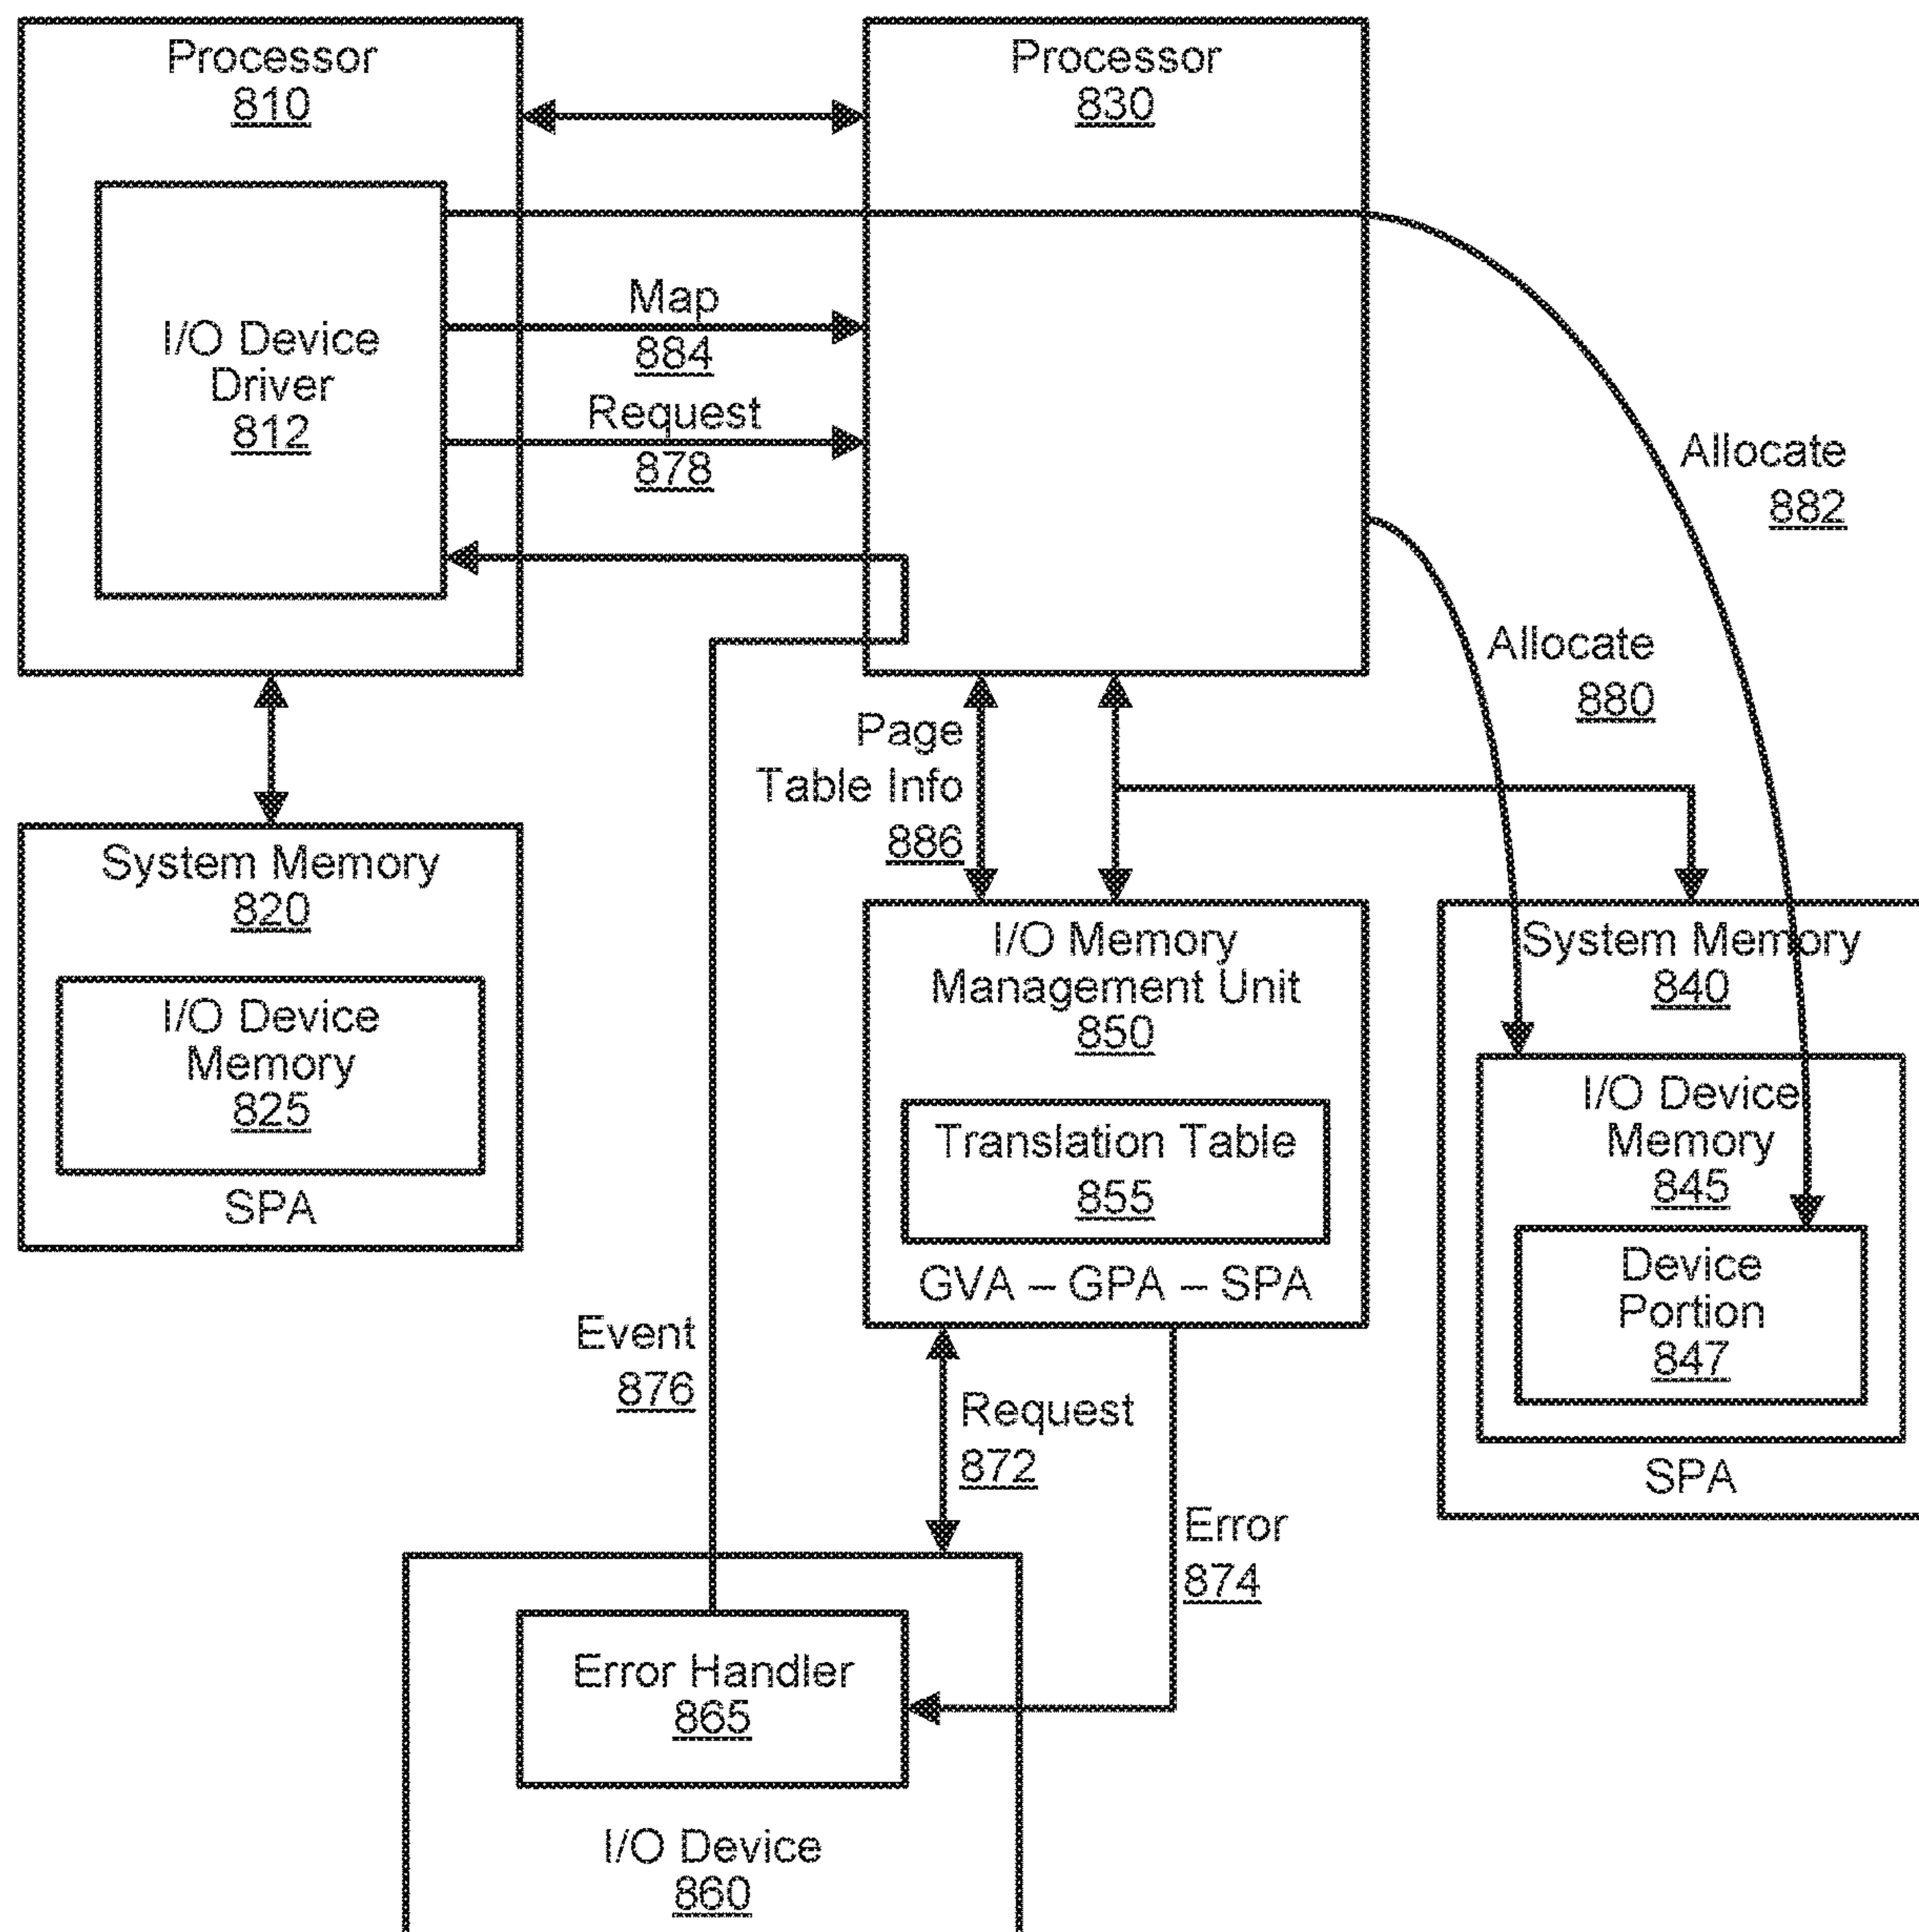 Processor
810
I/O Device
Driver
812
Processor
830
Map
884
Request
878
Allocate
882
Allocate
880
Page
Table Info
886
System Memory
820
I/O Device
Memory
825
SPA
I/O Memory
Management Unit
850
Translation Table
855
GVA – GPA – SPA
System Memory
840
I/O Device
Memory
845
Device
Portion
847
SPA
Event
876
Request
872
Error
874
Error Handler
865
I/O Device
860